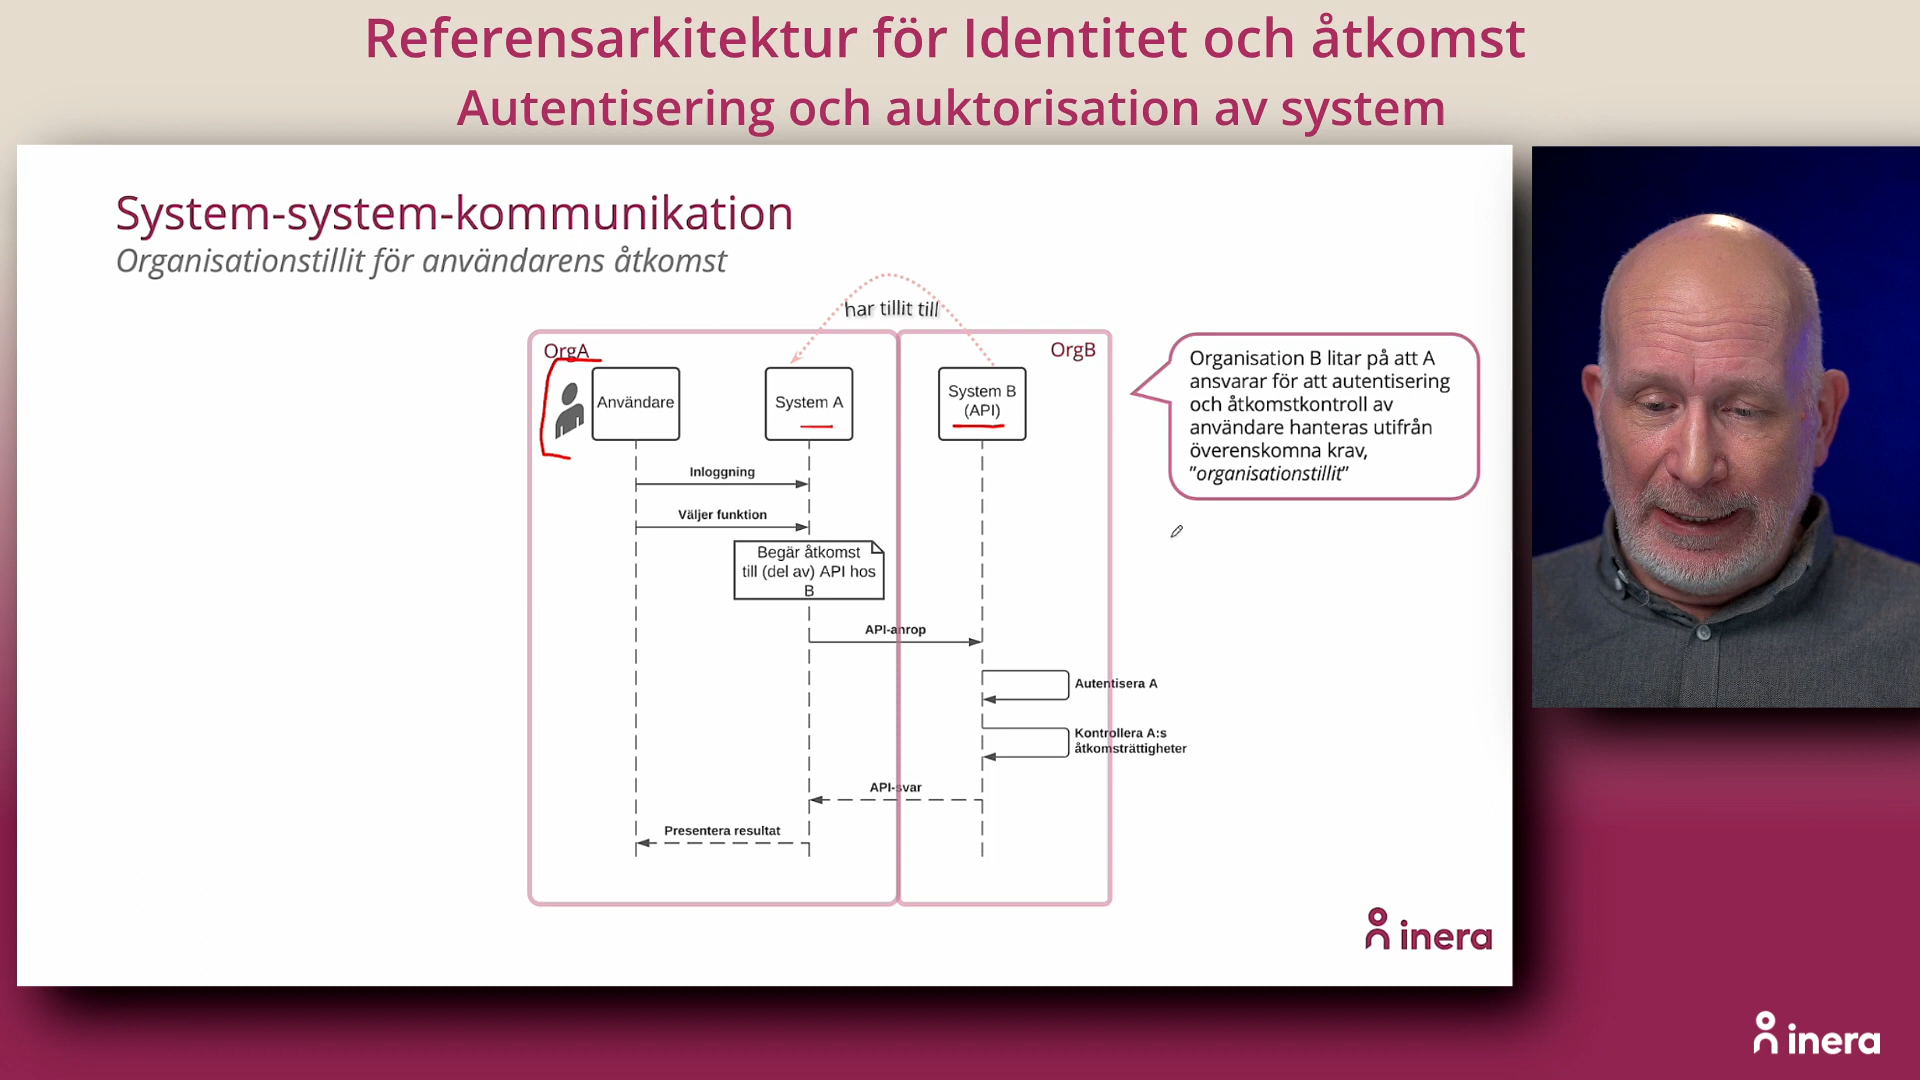 Referensarkitektur för Identitet och åtkomst
Autentisering och auktorisation av system
System-system-kommunikation
Organisationstillit för användarens åtkomst
har tillit till
OrgA
OrgB
Användare
System A
System B
(API)
Organisation B litar på att A
ansvarar för att autentisering
och åtkomstkontroll av
användare hanteras utifrån
överenskomna krav,
"organisationstillit"
Inloggning
Väljer funktion
Begär åtkomst
till (del av) API hos
B
API-anrop
Autentisera A
Kontrollera A:s
åtkomsträttigheter
API-svar
Presentera resultat
inera
inera